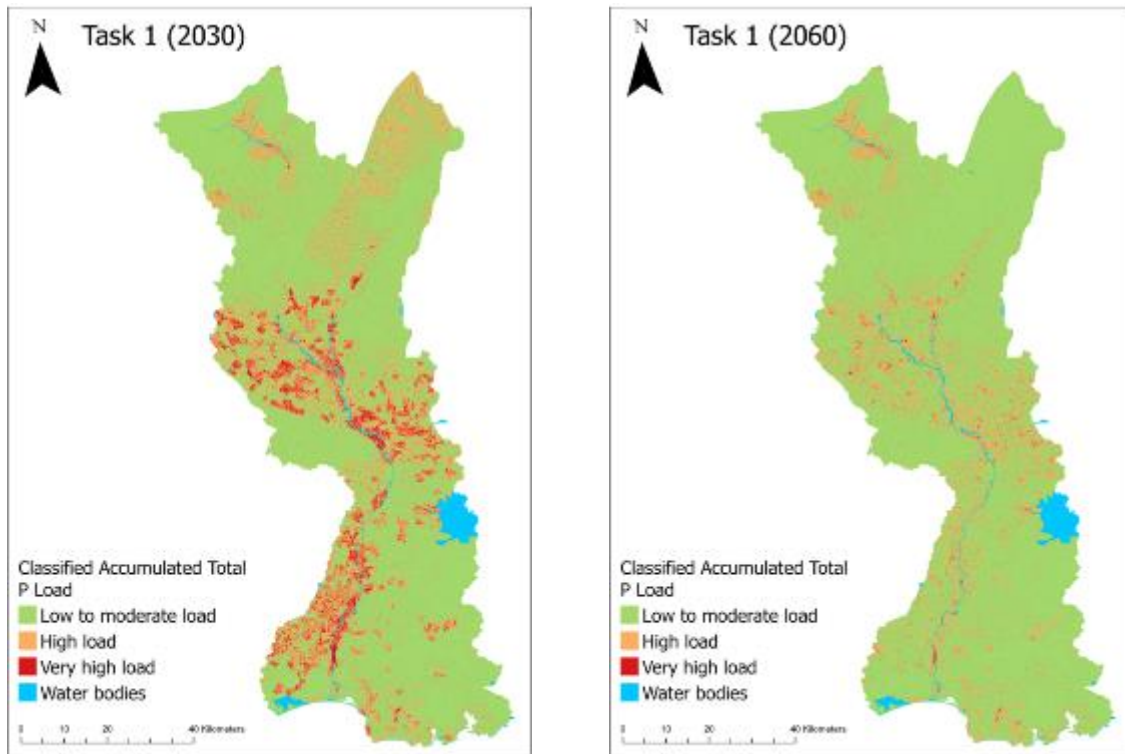 N
Task 1 (2030)
Classified Accumulated Total
P Load
Low to moderate load
High load
Very high load
Water bodies
0 10 20 40 Kilometers
N
Task 1 (2060)
Classified Accumulated Total
P Load
Low to moderate load
High load
Very high load
Water bodies
0 10 20 40 Kilometers